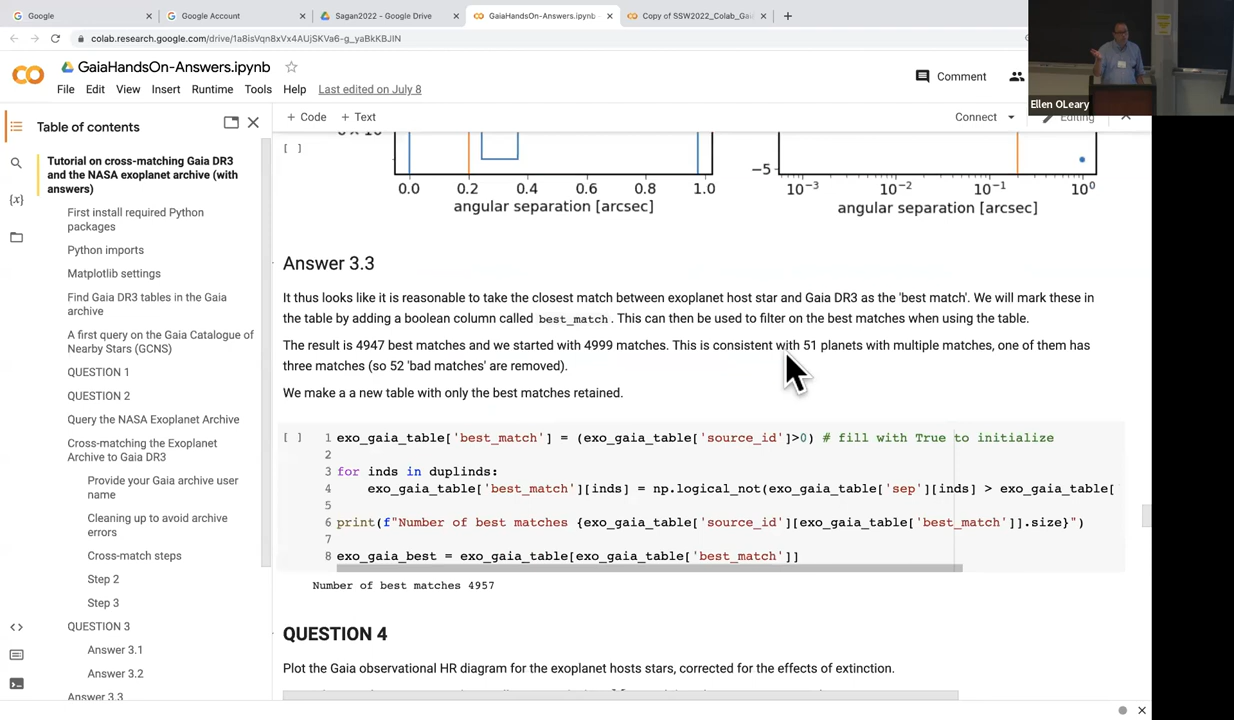 Google
Google Account
Sagan2022 - Google Drive
GaiaHandsOn-Answers.ipynb -
Copy of SSW2022_Colab_Gai
colab.research.google.com/drive/1a8isVqn8xVx4AUjSKVa6-g_yaBkKBJIN
GaiaHandsOn-Answers.ipynb
File Edit View Insert Runtime Tools Help Last edited on July 8
Comment
Ellen OLeary
+ Code + Text
Connect
Editing
Table of contents
Tutorial on cross-matching Gaia DR3
and the NASA exoplanet archive (with
answers)
First install required Python
packages
Python imports
Matplotlib settings
Find Gaia DR3 tables in the Gaia
archive
A first query on the Gaia Catalogue of
Nearby Stars (GCNS)
QUESTION 1
QUESTION 2
Query the NASA Exoplanet Archive
Cross-matching the Exoplanet
Archive to Gaia DR3
Provide your Gaia archive user
name
Cleaning up to avoid archive
errors
Cross-match steps
Step 2
Step 3
QUESTION 3
Answer 3.1
Answer 3.2
Answer 3.3
[ ]
0.0 0.2 0.4 0.6 0.8 1.0
angular separation [arcsec]
−5
10⁻³ 10⁻² 10⁻¹ 10⁰
angular separation [arcsec]
Answer 3.3
It thus looks like it is reasonable to take the closest match between exoplanet host star and Gaia DR3 as the 'best match'. We will mark these in
the table by adding a boolean column called best_match. This can then be used to filter on the best matches when using the table.
The result is 4947 best matches and we started with 4999 matches. This is consistent with 51 planets with multiple matches, one of them has
three matches (so 52 'bad matches' are removed).
We make a a new table with only the best matches retained.
[ ]
1 exo_gaia_table['best_match'] = (exo_gaia_table['source_id']>0) # fill with True to initialize
2
3 for inds in duplinds:
4 exo_gaia_table['best_match'][inds] = np.logical_not(exo_gaia_table['sep'][inds] > exo_gaia_table[
5
6 print(f"Number of best matches {exo_gaia_table['source_id'][exo_gaia_table['best_match']].size}")
7
8 exo_gaia_best = exo_gaia_table[exo_gaia_table['best_match']]
Number of best matches 4957
QUESTION 4
Plot the Gaia observational HR diagram for the exoplanet hosts stars, corrected for the effects of extinction.